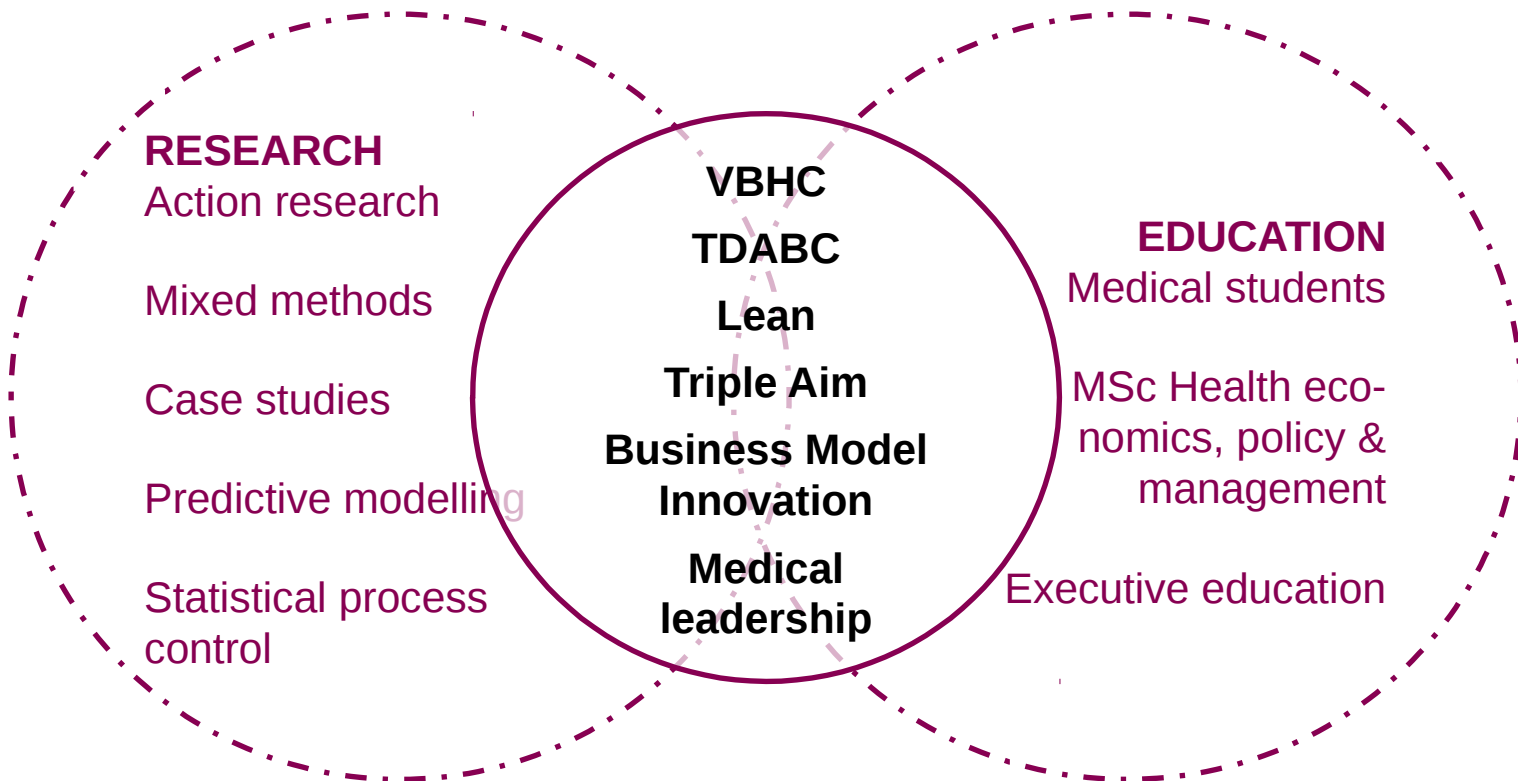 RESEARCH
Action research
Mixed methods
Case studies
Predictive modelling
Statistical process
control
VBHC
TDABC
Lean
Triple Aim
Business Model
Innovation
Medical
leadership
EDUCATION
Medical students
MSc Health eco-
nomics, policy &
management
Executive education